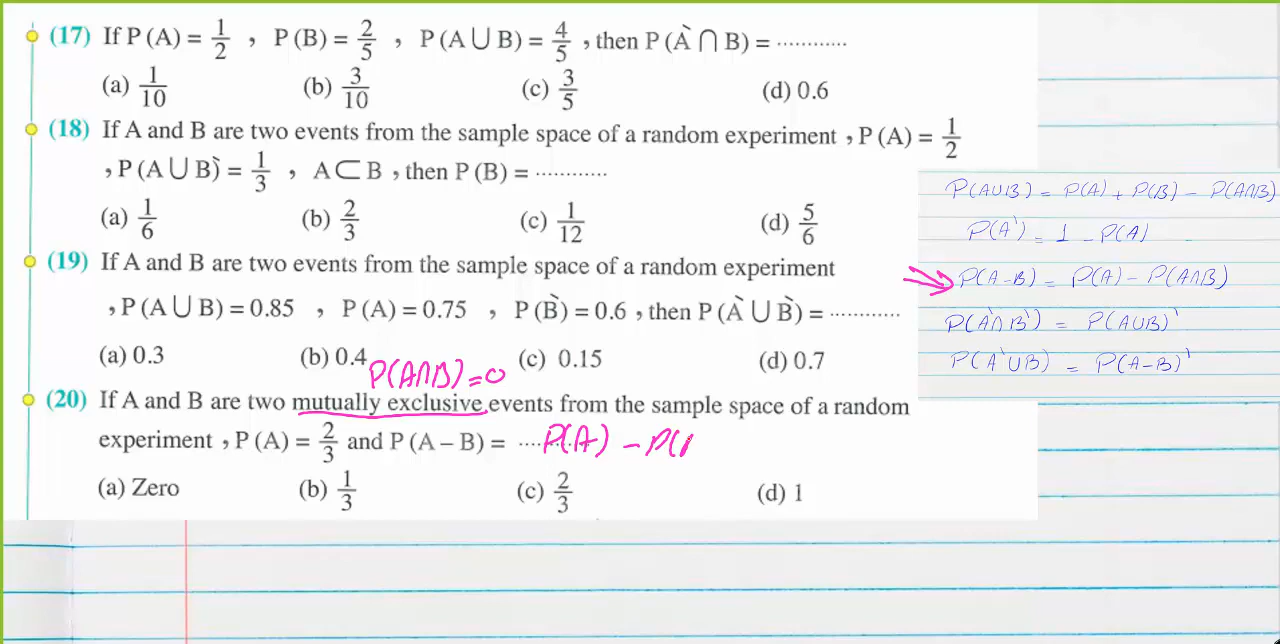 (17) If P (A) = 1/2 , P (B) = 2/5 , P (A ⋃ B) = 4/5 , then P (À ⋂ B) = ············
(a) 1/10 (b) 3/10 (c) 3/5 (d) 0.6
(18) If A and B are two events from the sample space of a random experiment , P (A) = 1/2
, P (A ⋃ B̀) = 1/3 , A ⊂ B , then P (B) = ············
(a) 1/6 (b) 2/3 (c) 1/12 (d) 5/6
(19) If A and B are two events from the sample space of a random experiment
, P (A ⋃ B) = 0.85 , P (A) = 0.75 , P (B̀) = 0.6 , then P (À ⋃ B̀) = ············
(a) 0.3 (b) 0.4 (c) 0.15 (d) 0.7
P(A∩B) = 0
(20) If A and B are two mutually exclusive events from the sample space of a random
experiment , P (A) = 2/3 and P (A – B) = ············ P(A) – P(
(a) Zero (b) 1/3 (c) 2/3 (d) 1
P(A∪B) = P(A) + P(B) – P(A∩B)
P(A') = 1 – P(A)
P(A–B) = P(A) – P(A∩B)
P(A'∩B') = P(A∪B)'
P(A'∪B) = P(A–B)'